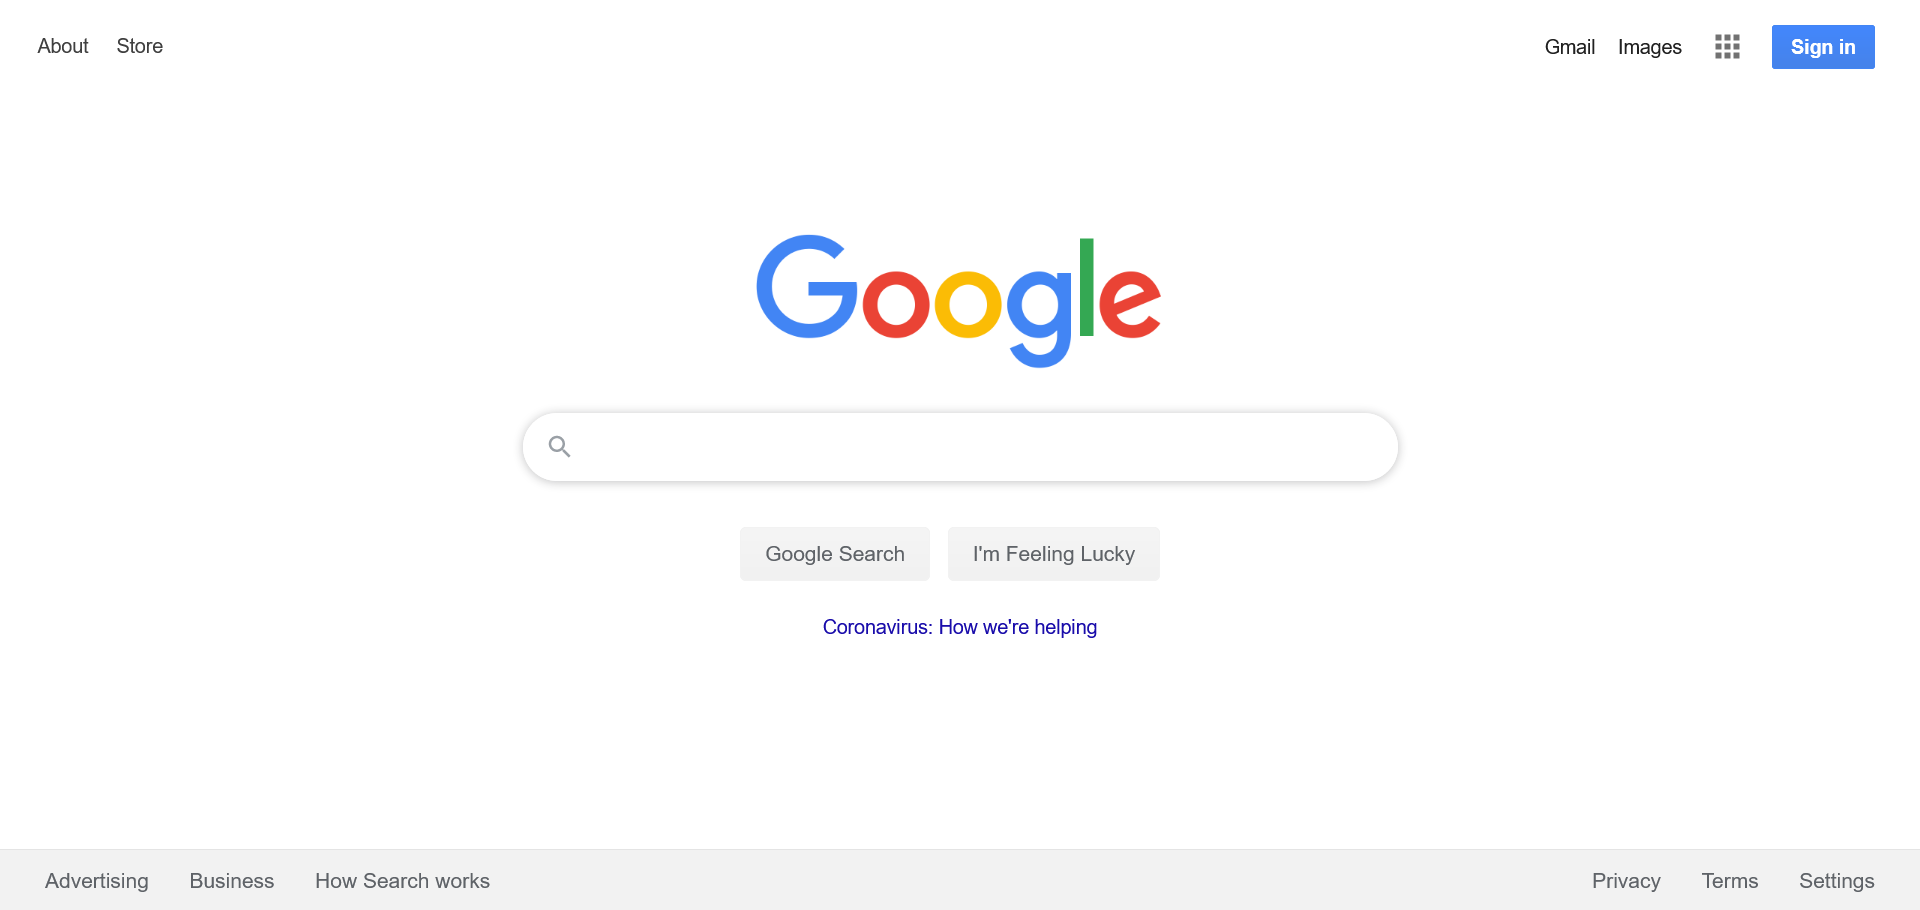 About Store Gmail Images Sign in
Google
Google Search I'm Feeling Lucky
Coronavirus: How we're helping
Advertising Business How Search works Privacy Terms Settings